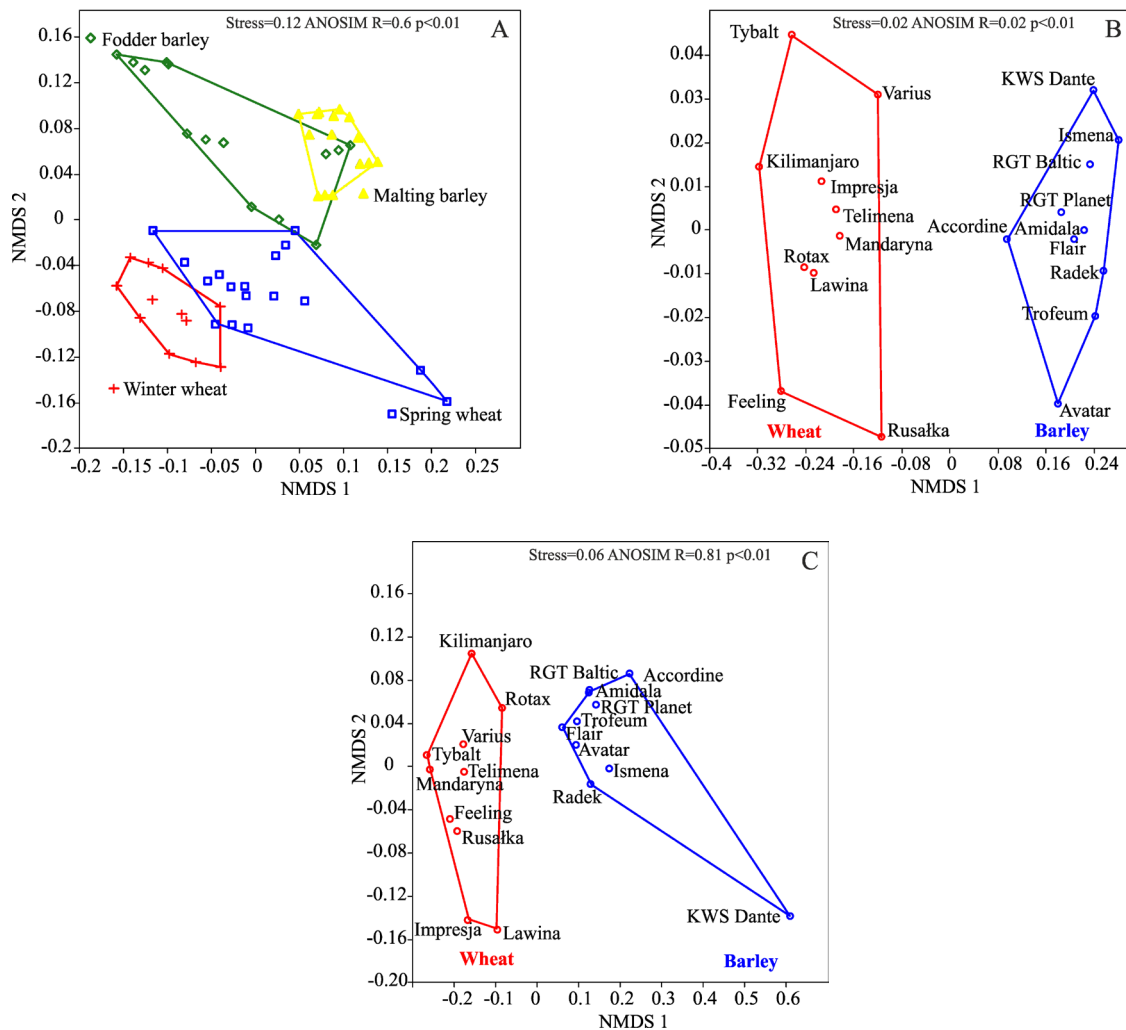 Stress=0.12 ANOSIM R=0.6 p<0.01
A
0.16
0.12
0.08
0.04
0
-0.04
-0.08
-0.12
-0.16
-0.2
NMDS 2
Fodder barley
Malting barley
Winter wheat
Spring wheat
-0.2 -0.15 -0.1 -0.05 0 0.05 0.1 0.15 0.20 0.25
NMDS 1
Stress=0.02 ANOSIM R=0.02 p<0.01
B
0.04
0.03
0.02
0.01
0
-0.01
-0.02
-0.03
-0.04
-0.05
NMDS 2
Tybalt
Varius
Kilimanjaro
Impresja
Telimena
Mandaryna
Rotax
Lawina
Feeling
Rusałka
Wheat
KWS Dante
Ismena
RGT Baltic
RGT Planet
Accordine
Amidala
Flair
Radek
Trofeum
Avatar
Barley
-0.4 -0.32 -0.24 -0.16 -0.08 0 0.08 0.16 0.24
NMDS 1
Stress=0.06 ANOSIM R=0.81 p<0.01
C
0.16
0.12
0.08
0.04
0
-0.04
-0.08
-0.12
-0.16
-0.20
NMDS 2
Kilimanjaro
Rotax
Varius
Tybalt
Telimena
Mandaryna
Feeling
Rusałka
Impresja
Lawina
Wheat
RGT Baltic
Accordine
Amidala
RGT Planet
Trofeum
Flair
Avatar
Ismena
Radek
KWS Dante
Barley
-0.2 -0.1 0 0.1 0.2 0.3 0.4 0.5 0.6
NMDS 1